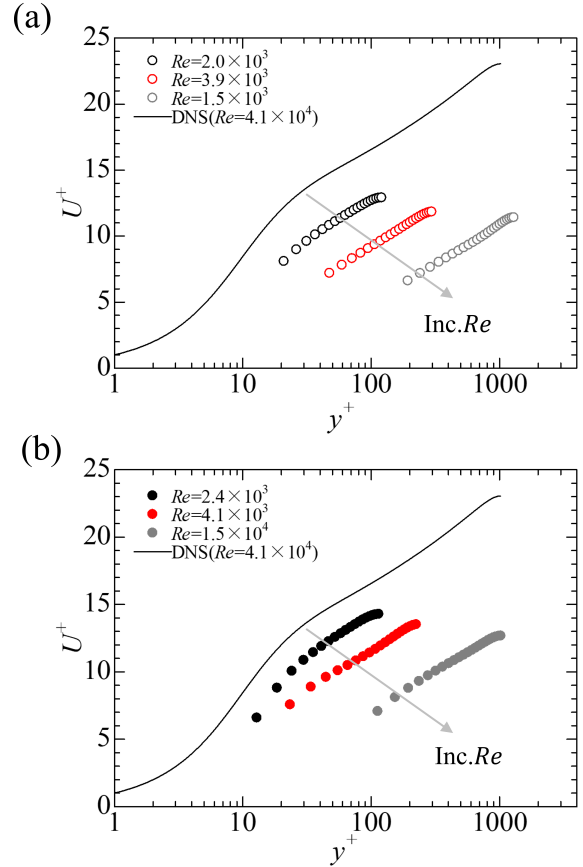 (a)
25
20
15
10
5
0
U⁺
Re=2.0×10³
Re=3.9×10³
Re=1.5×10³
DNS(Re=4.1×10⁴)
Inc.Re
1 10 100 1000
y⁺
(b)
25
20
15
10
5
0
U⁺
Re=2.4×10³
Re=4.1×10³
Re=1.5×10⁴
DNS(Re=4.1×10⁴)
Inc.Re
1 10 100 1000
y⁺